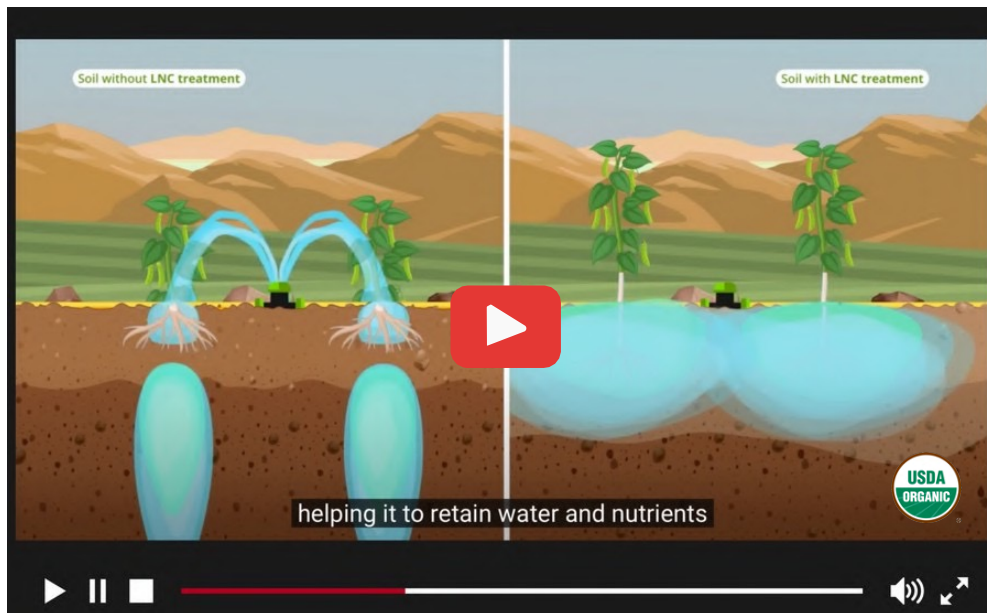 Soil without LNC treatment
Soil with LNC treatment
helping it to retain water and nutrients
USDA
ORGANIC